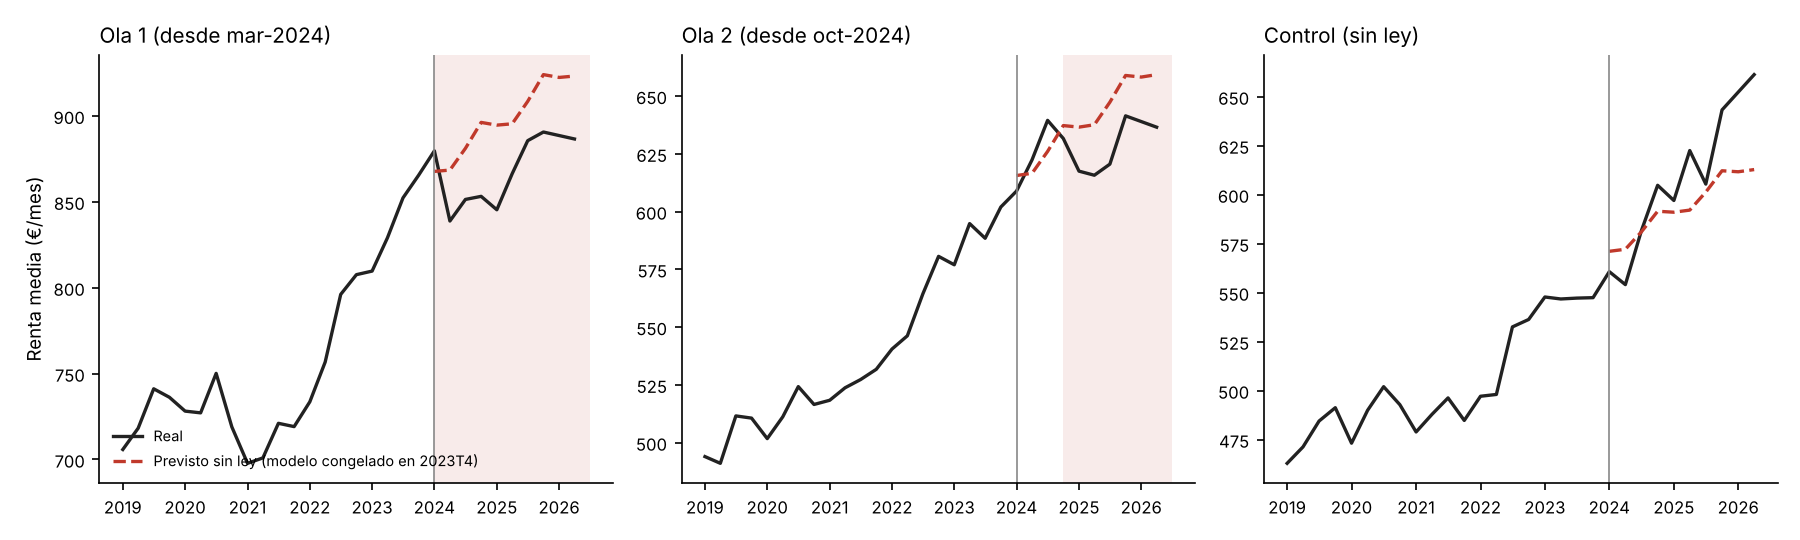 Ola 1 (desde mar-2024)
Renta media (€/mes)
900
850
800
750
700
Real
Previsto sin ley (modelo congelado en 2023T4)
2019 2020 2021 2022 2023 2024 2025 2026
Ola 2 (desde oct-2024)
650
625
600
575
550
525
500
2019 2020 2021 2022 2023 2024 2025 2026
Control (sin ley)
650
625
600
575
550
525
500
475
2019 2020 2021 2022 2023 2024 2025 2026